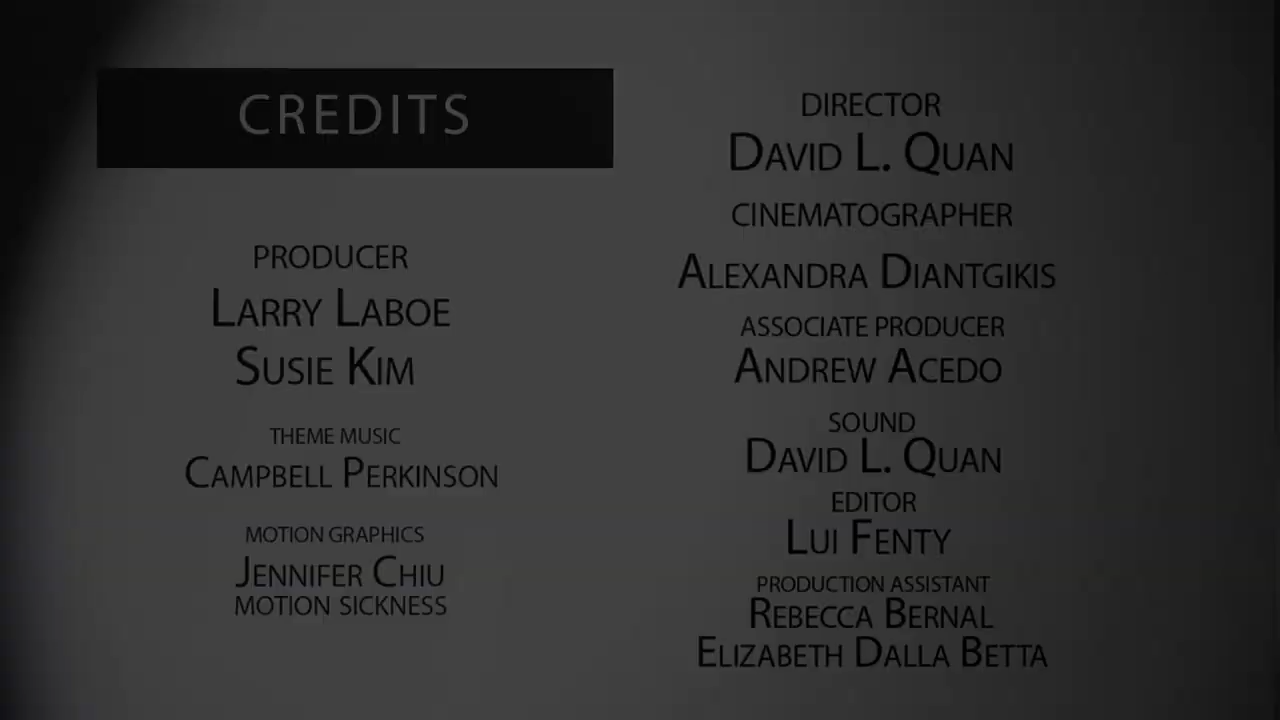 CREDITS
PRODUCER
LARRY LABOE
SUSIE KIM
THEME MUSIC
CAMPBELL PERKINSON
MOTION GRAPHICS
JENNIFER CHIU
MOTION SICKNESS
DIRECTOR
DAVID L. QUAN
CINEMATOGRAPHER
ALEXANDRA DIANTGIKIS
ASSOCIATE PRODUCER
ANDREW ACEDO
SOUND
DAVID L. QUAN
EDITOR
LUI FENTY
PRODUCTION ASSISTANT
REBECCA BERNAL
ELIZABETH DALLA BETTA